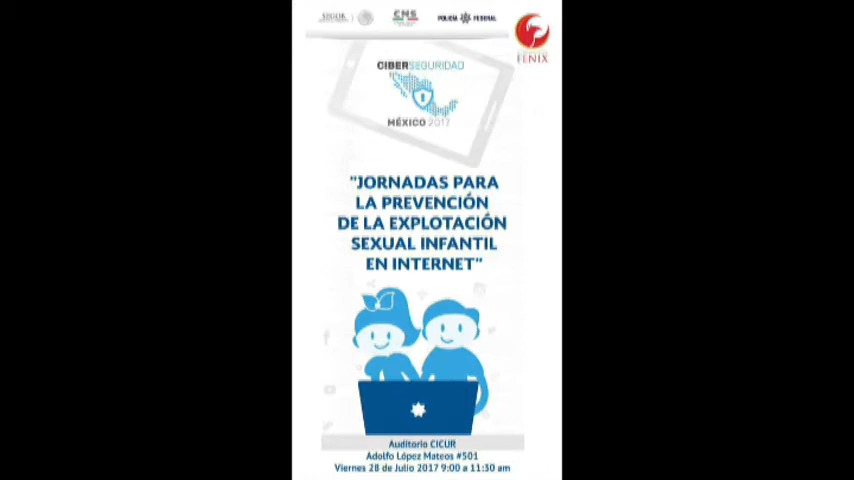 SEGOB
CNS
POLICÍA FEDERAL
FENIX
CIBERSEGURIDAD
MÉXICO 2017
"JORNADAS PARA
LA PREVENCIÓN
DE LA EXPLOTACIÓN
SEXUAL INFANTIL
EN INTERNET"
Auditorio CICUR
Adolfo López Mateos #501
Viernes 28 de Julio 2017 9:00 a 11:30 am